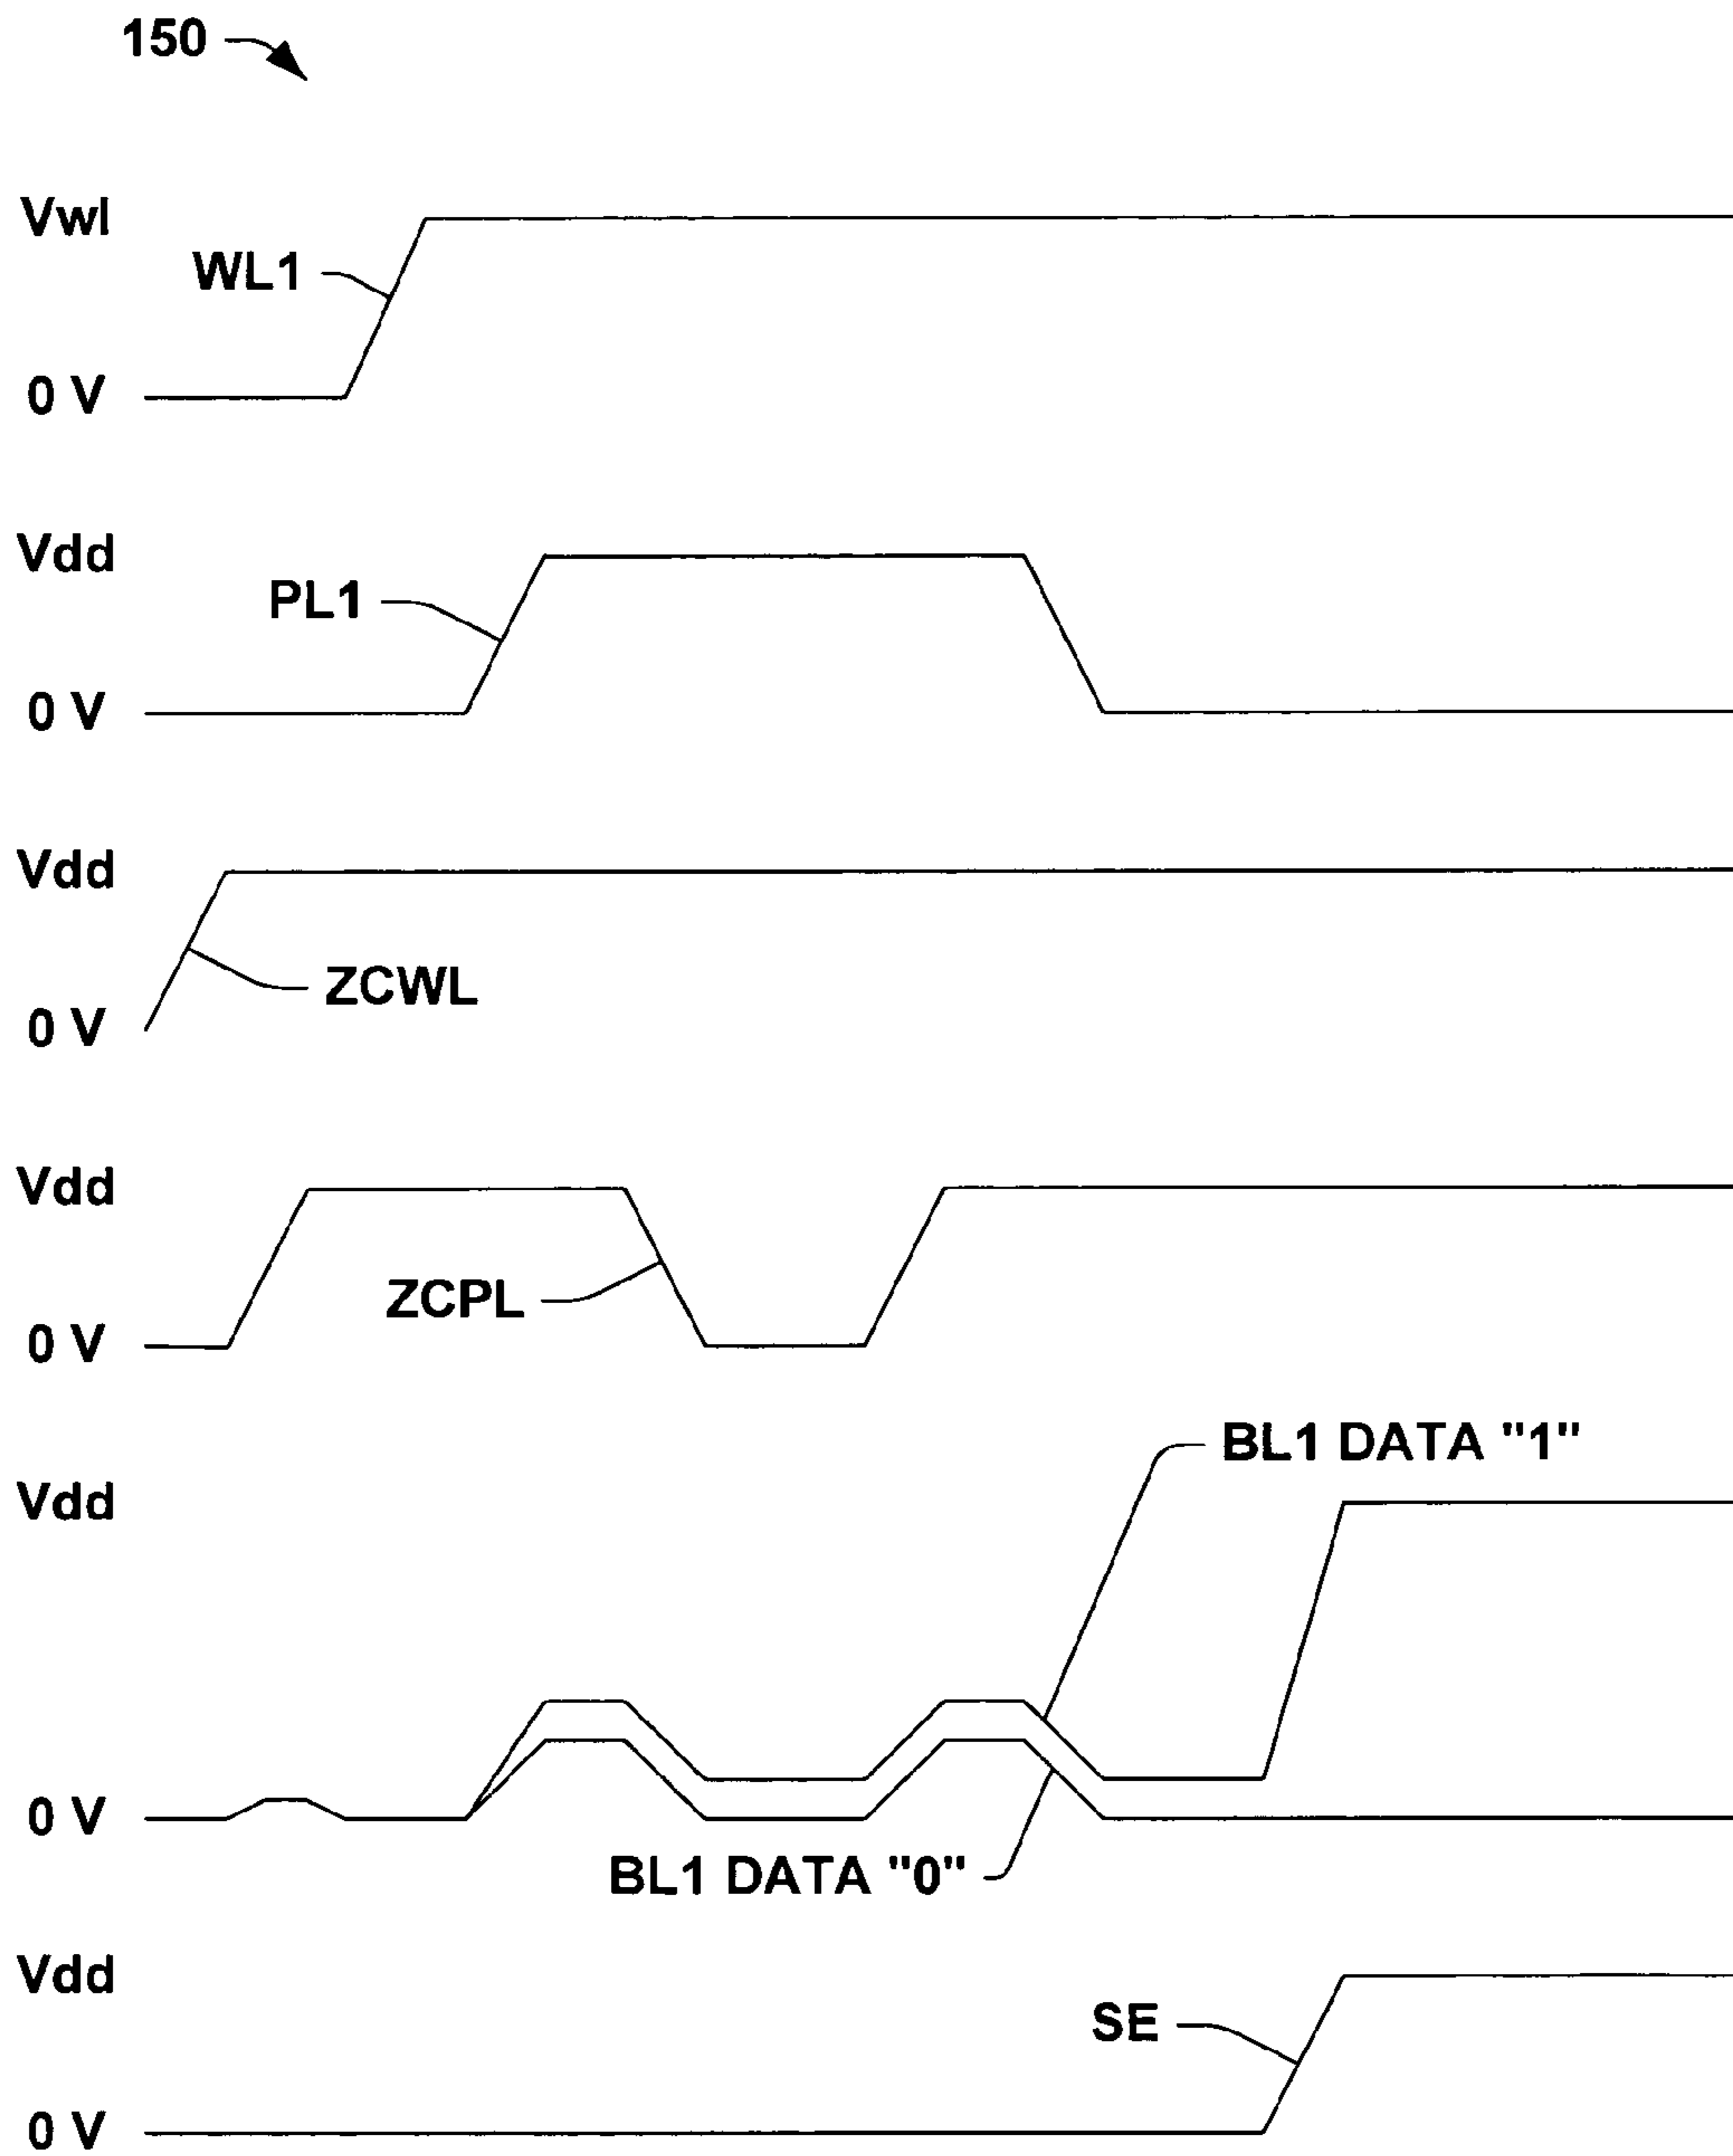 150
Vwl
WL1
0 V
Vdd
PL1
0 V
Vdd
ZCWL
0 V
Vdd
ZCPL
0 V
BL1 DATA "1"
Vdd
0 V
BL1 DATA "0"
Vdd
SE
0 V